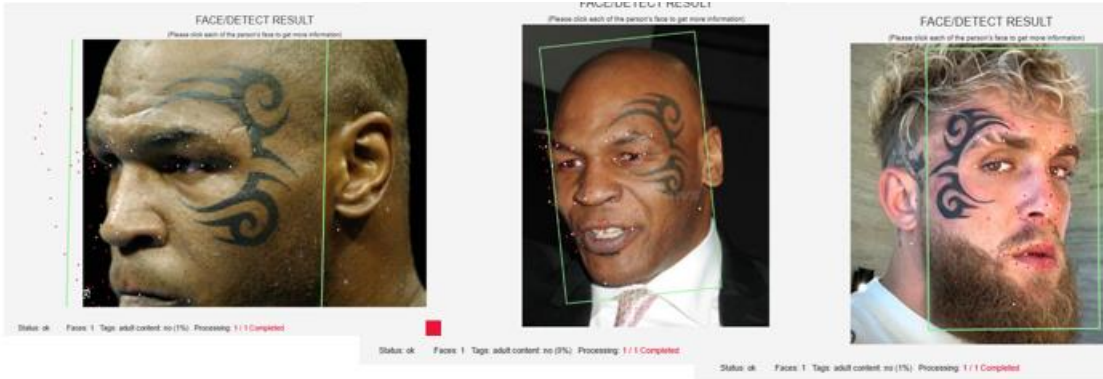 FACE/DETECT RESULT
(Please click each of the person's face to get more information)
Status: ok Faces: 1 Tags: adult content: no (1%) Processing: 1 / 1 Completed
FACE/DETECT RESULT
(Please click each of the person's face to get more information)
Status: ok Faces: 1 Tags: adult content: no (0%) Processing: 1 / 1 Completed
FACE/DETECT RESULT
(Please click each of the person's face to get more information)
Status: ok Faces: 1 Tags: adult content: no (1%) Processing: 1 / 1 Completed